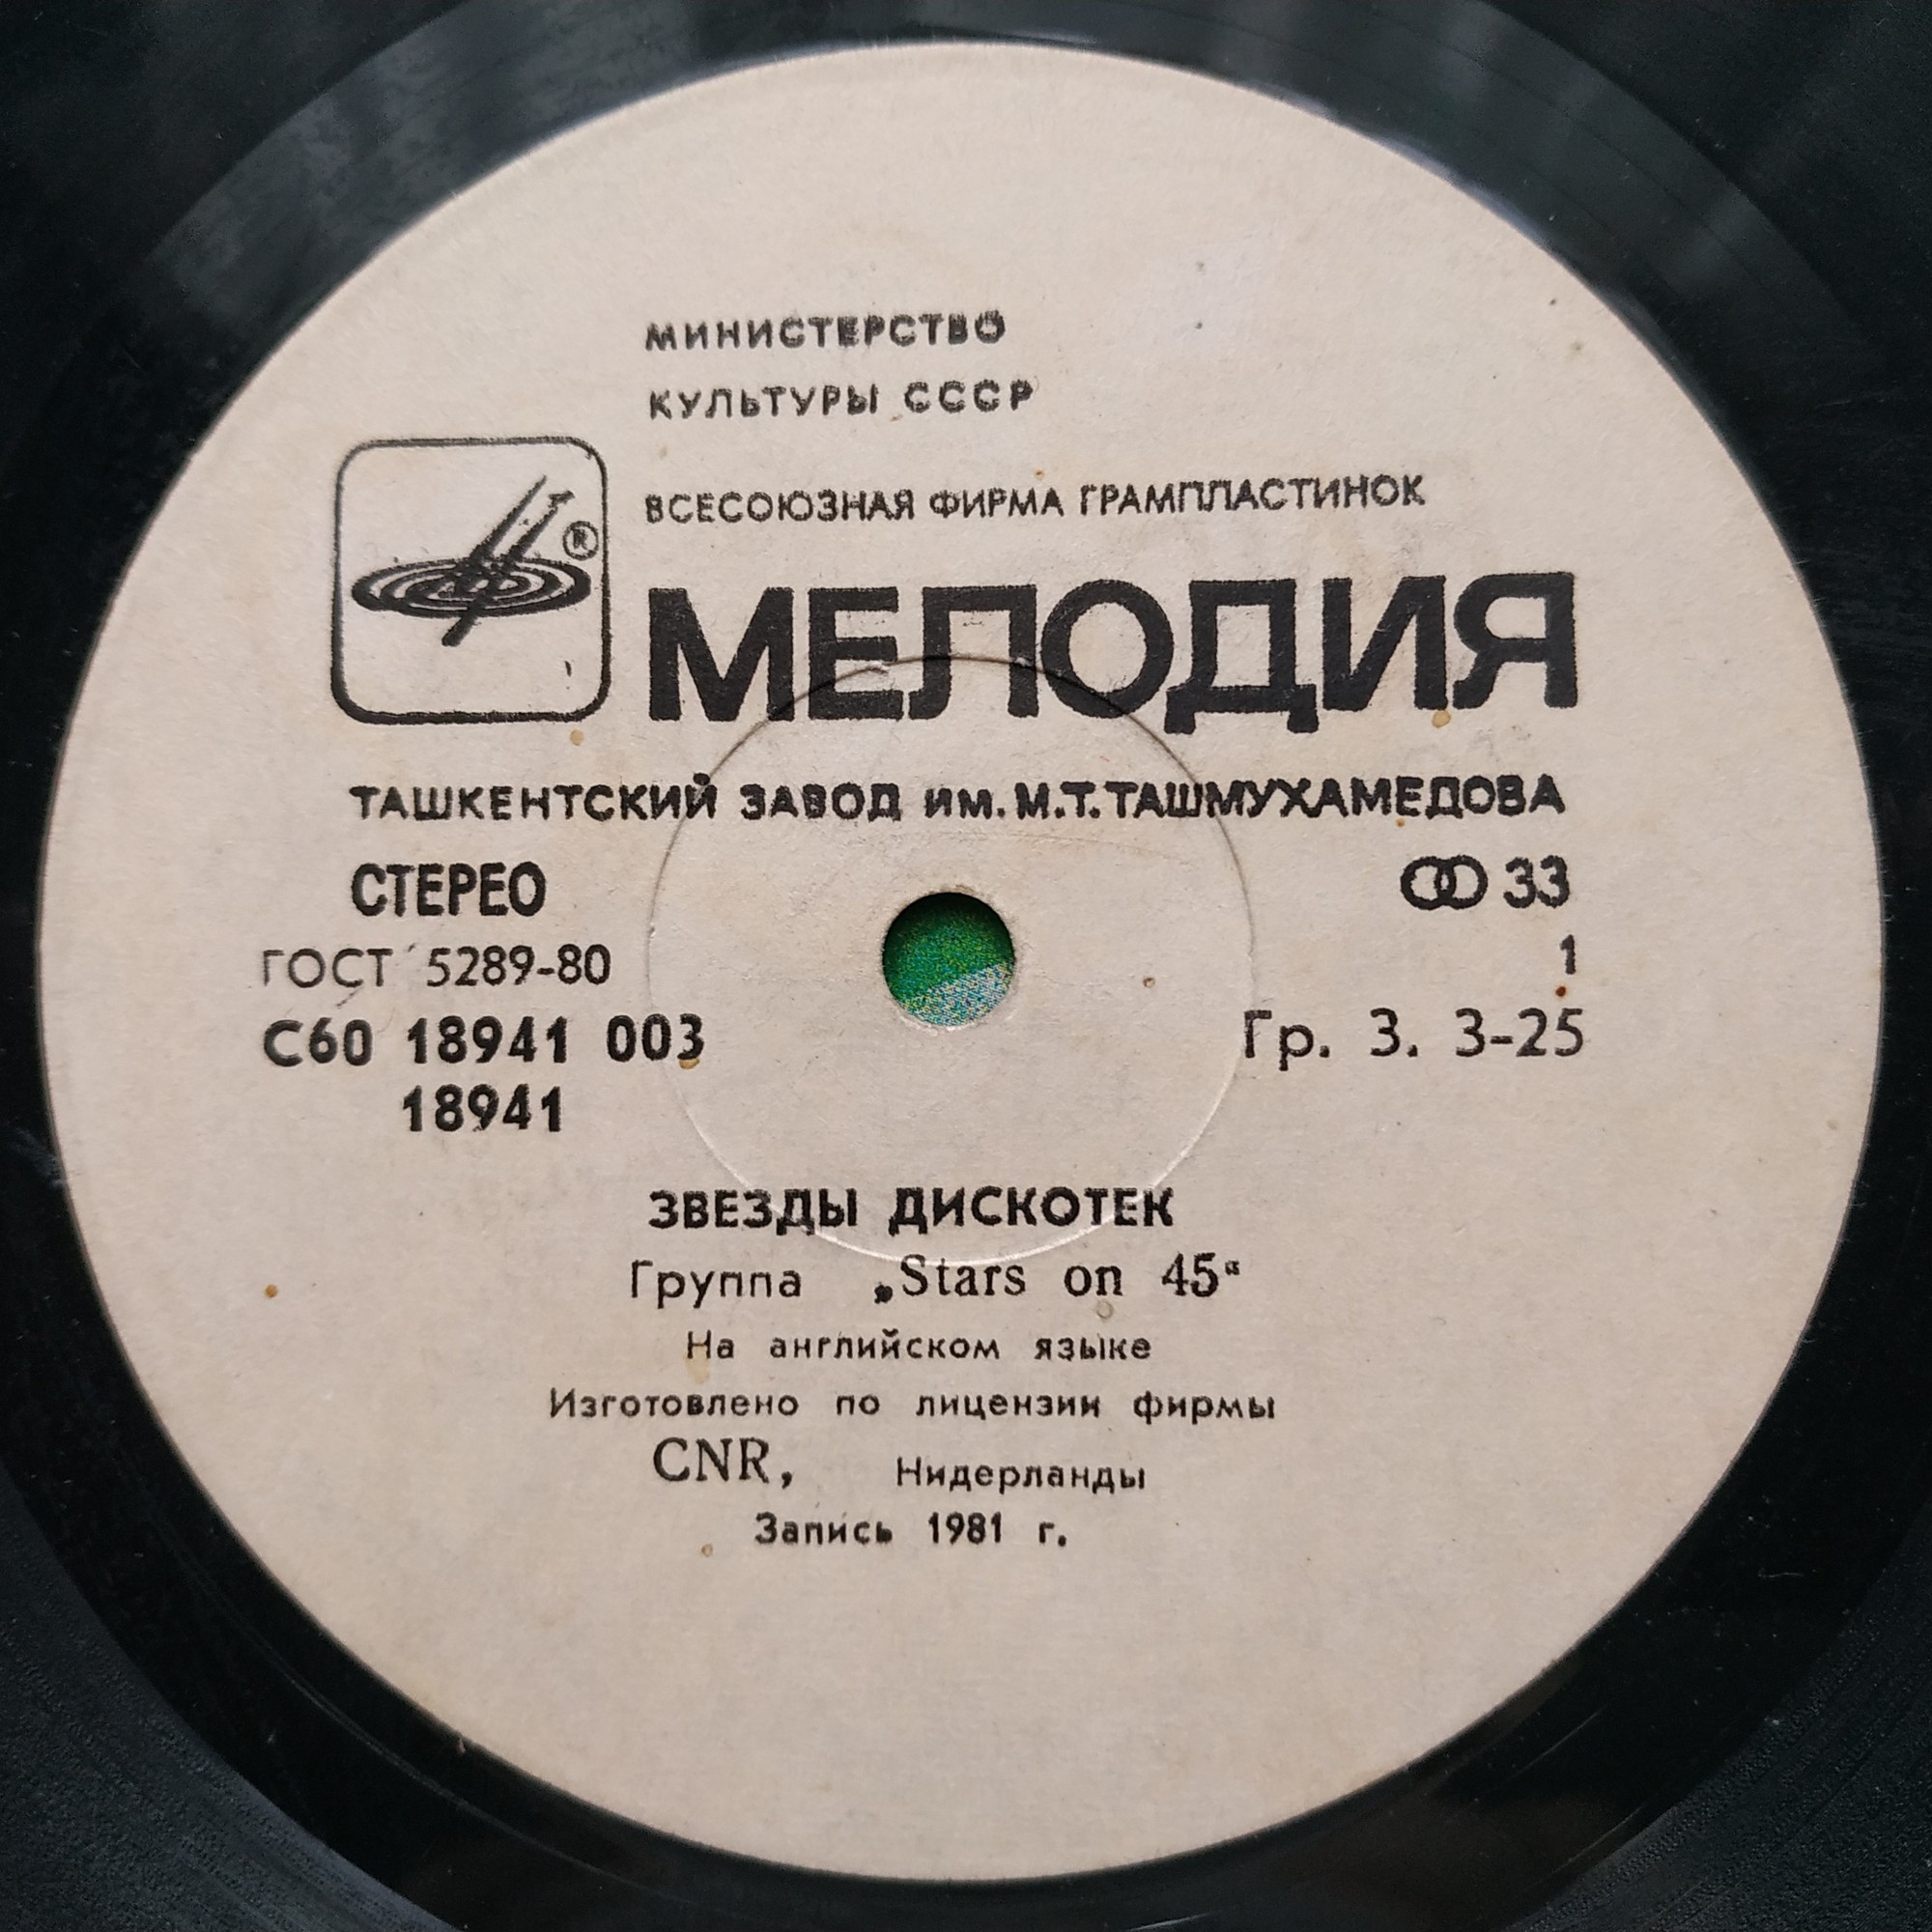 МИНИСТЕРСТВО
КУЛЬТУРЫ СССР
ВСЕСОЮЗНАЯ ФИРМА ГРАМПЛАСТИНОК
®
МЕЛОДИЯ
ТАШКЕНТСКИЙ ЗАВОД им. М.Т. ТАШМУХАМЕДОВА
СТЕРЕО 33
ГОСТ 5289-80 1
С60 18941 003 Гр. 3. 3-25
18941
ЗВЕЗДЫ ДИСКОТЕК
Группа „Stars on 45“
На английском языке
Изготовлено по лицензии фирмы
CNR, Нидерланды
Запись 1981 г.